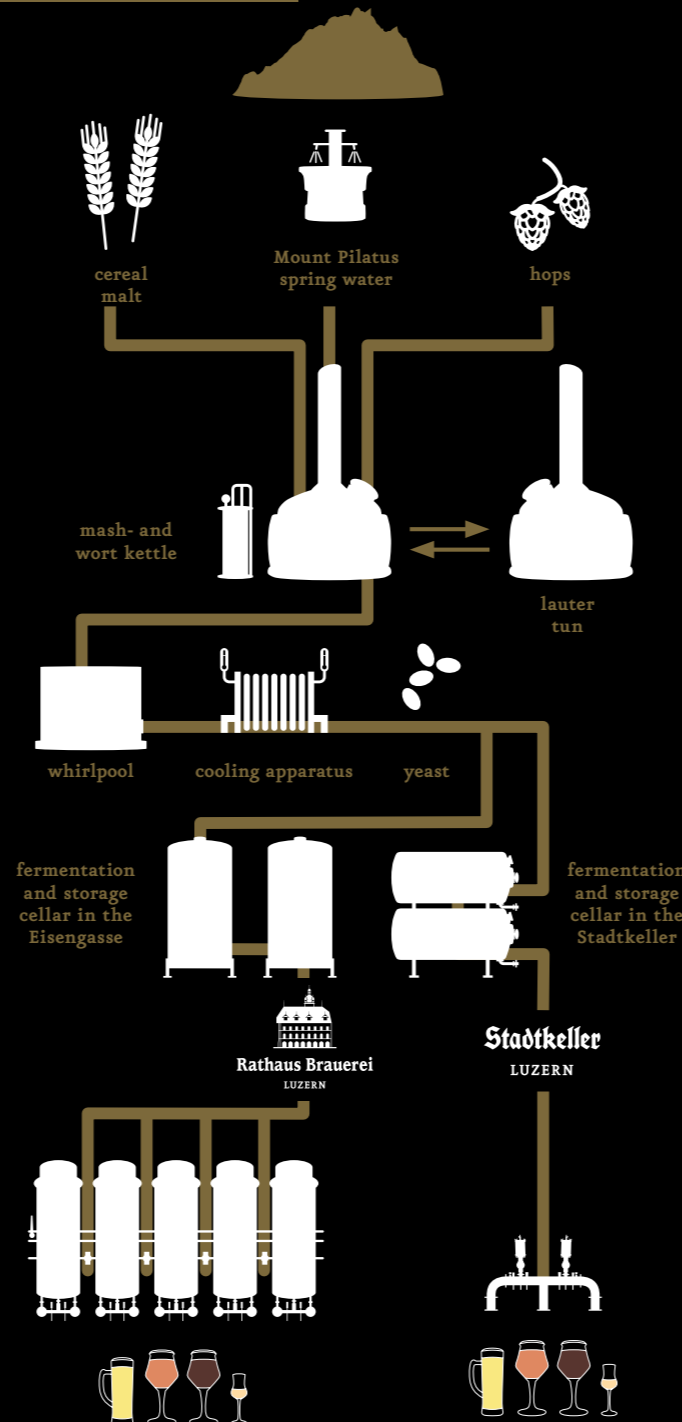 cereal
malt
Mount Pilatus
spring water
hops
mash- and
wort kettle
lauter
tun
whirlpool
cooling apparatus
yeast
fermentation
and storage
cellar in the
Eisengasse
fermentation
and storage
cellar in the
Stadtkeller
Rathaus Brauerei
LUZERN
Stadtkeller
LUZERN